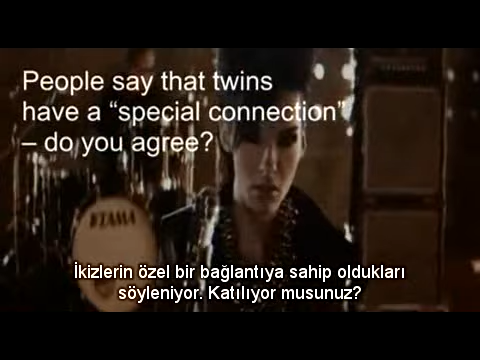 People say that twins
have a “special connection”
– do you agree?
TAMA
İkizlerin özel bir bağlantıya sahip oldukları
söyleniyor. Katılıyor musunuz?